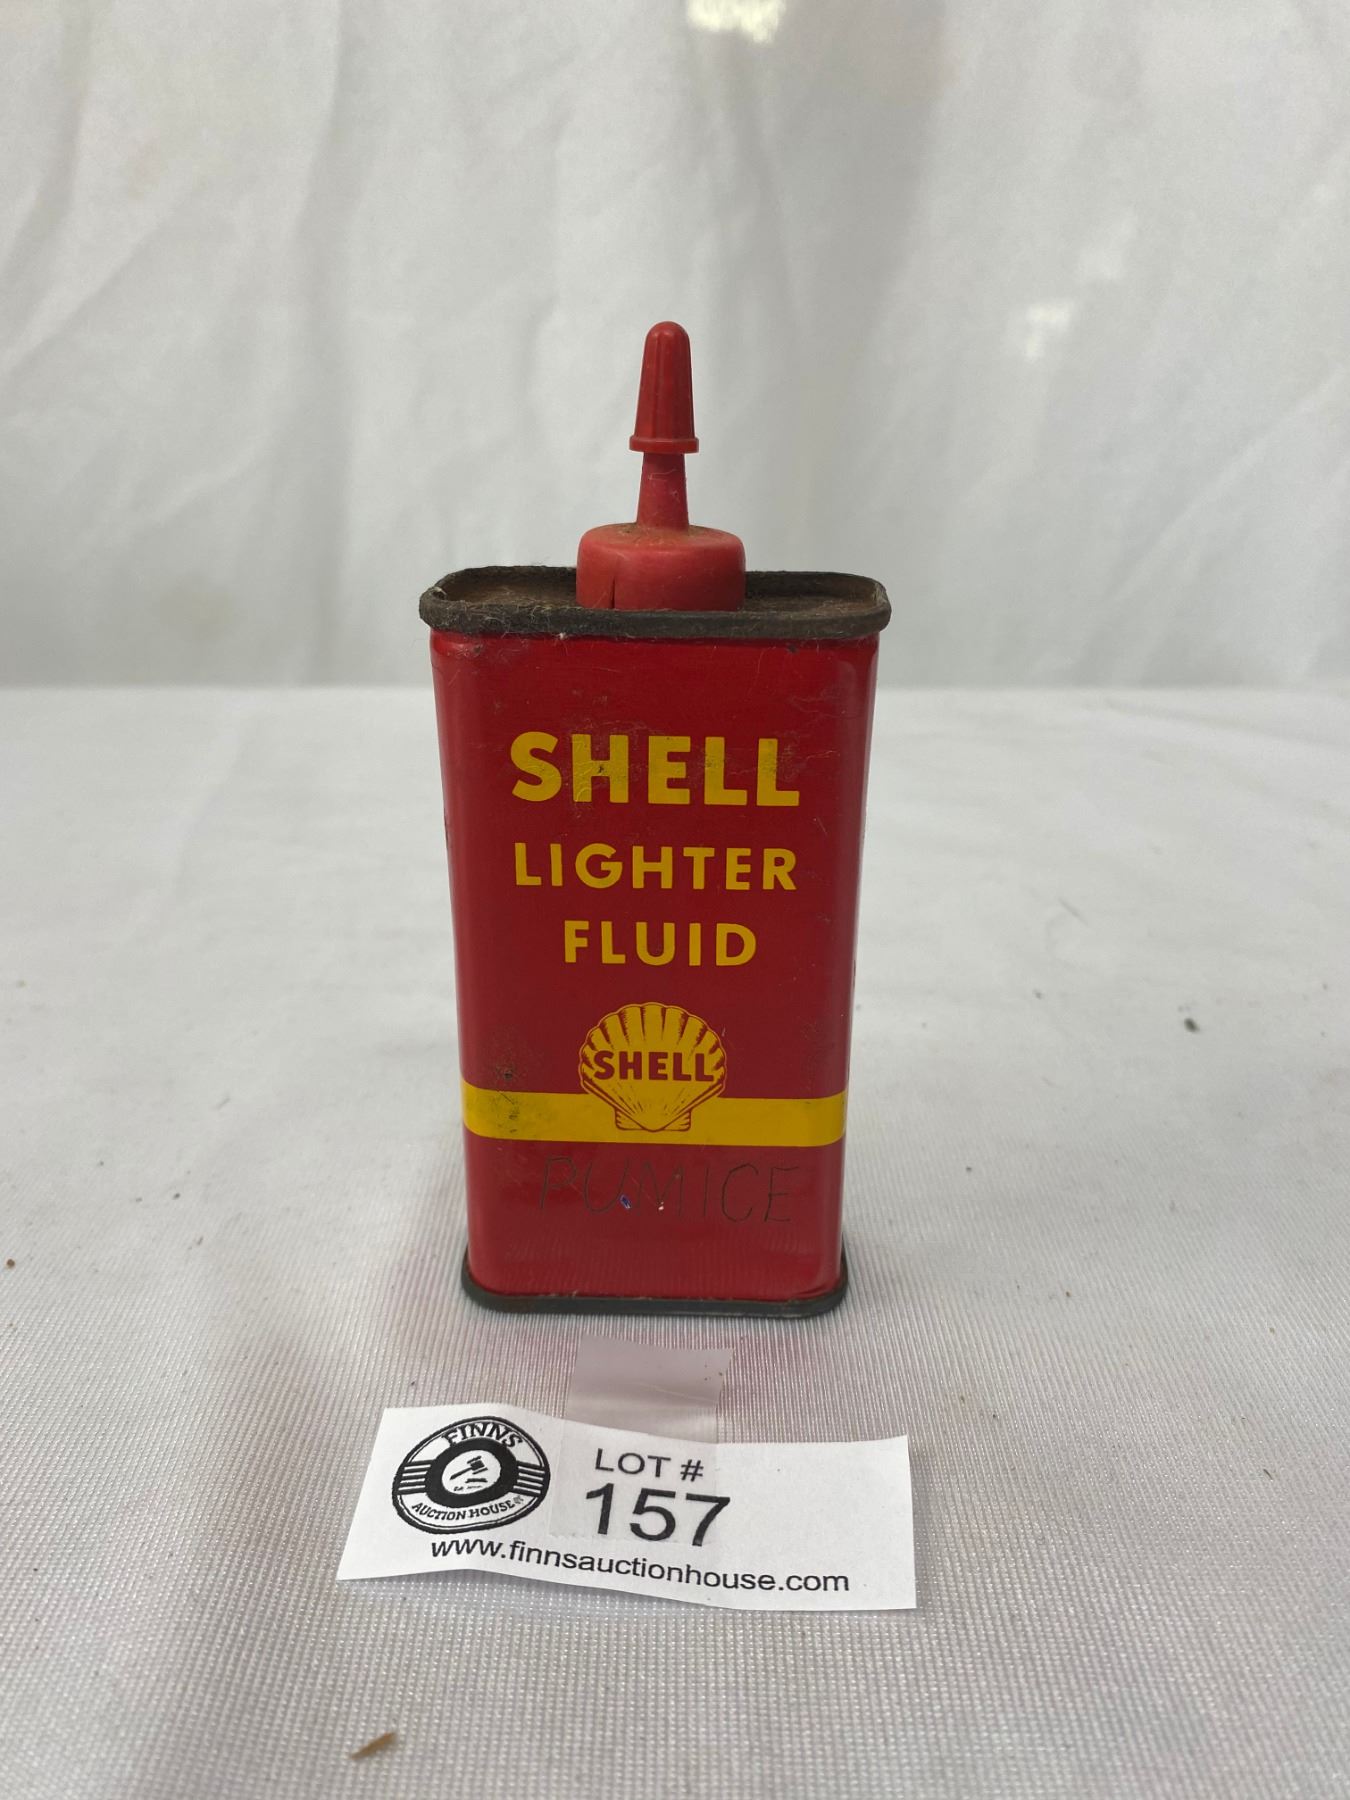 SHELL
LIGHTER
FLUID
SHELL
PUMICE
FINNS
AUCTION HOUSE
LOT #
157
www.finnsauctionhouse.com